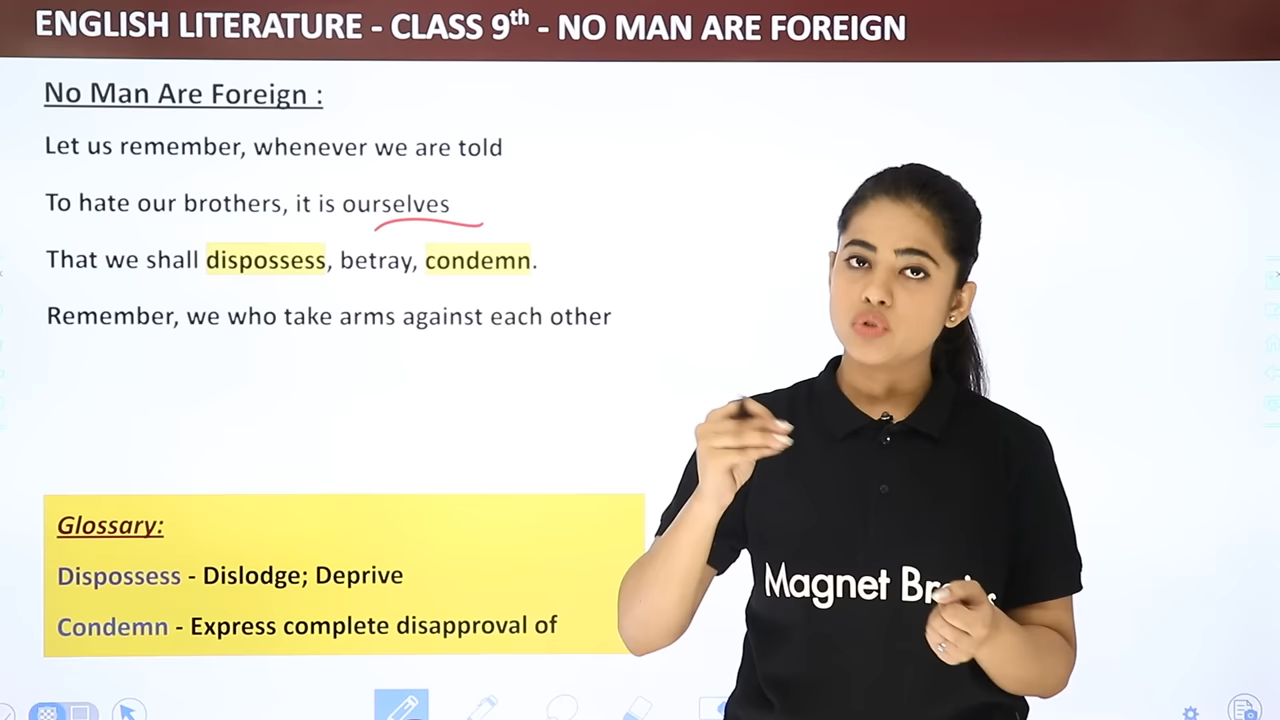 ENGLISH LITERATURE - CLASS 9th - NO MAN ARE FOREIGN
No Man Are Foreign :
Let us remember, whenever we are told
To hate our brothers, it is ourselves
That we shall dispossess, betray, condemn.
Remember, we who take arms against each other
Glossary:
Dispossess - Dislodge; Deprive
Condemn - Express complete disapproval of
Magnet